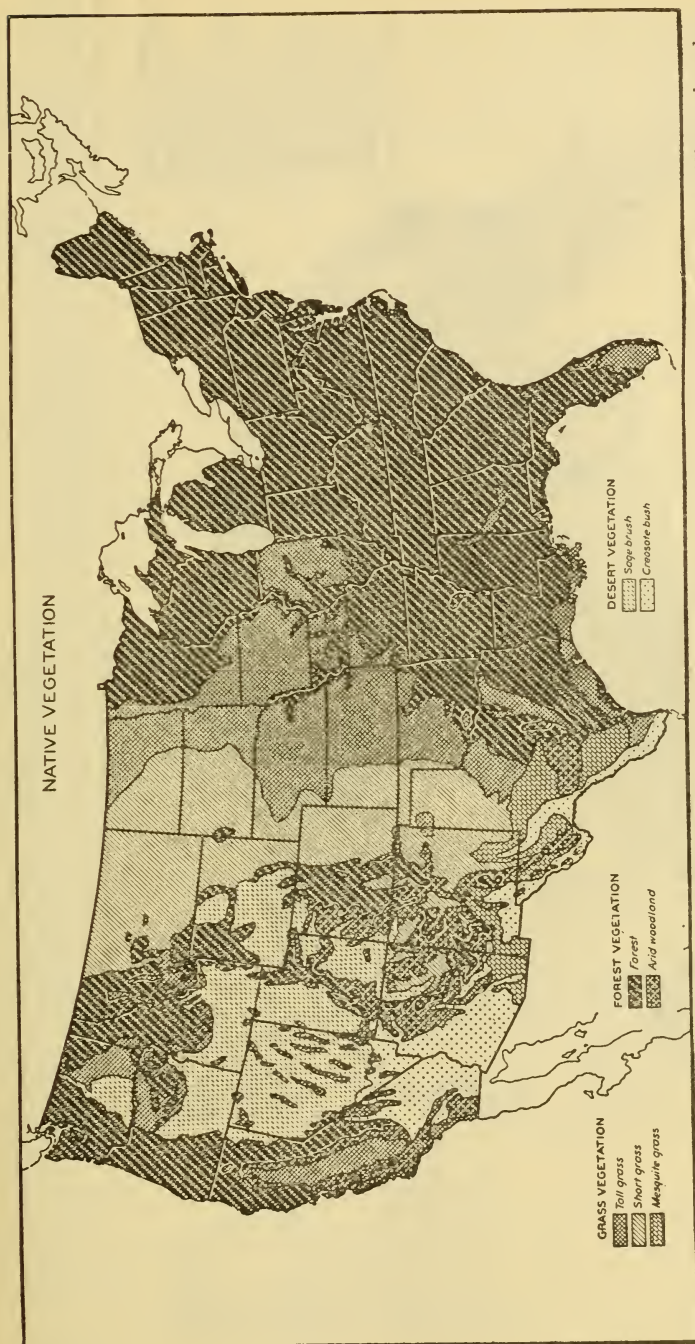 NATIVE VEGETATION
GRASS VEGETATION
Tall grass
Short grass
Mesquite grass
FOREST VEGETATION
Forest
Arid woodland
DESERT VEGETATION
Sage brush
Creosote bush